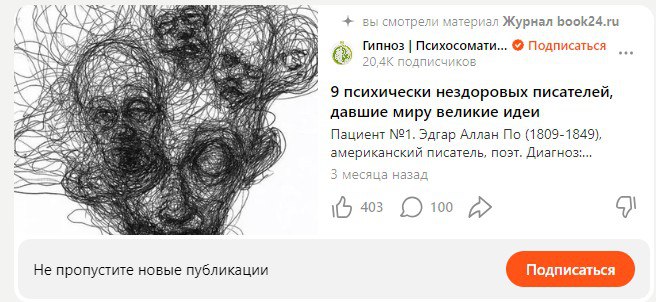 вы смотрели материал Журнал book24.ru
Гипноз | Психосомати... Подписаться
20,4K подписчиков
9 психически нездоровых писателей,
давшие миру великие идеи
Пациент №1. Эдгар Аллан По (1809-1849),
американский писатель, поэт. Диагноз:...
3 месяца назад
403 100
Не пропустите новые публикации
Подписаться